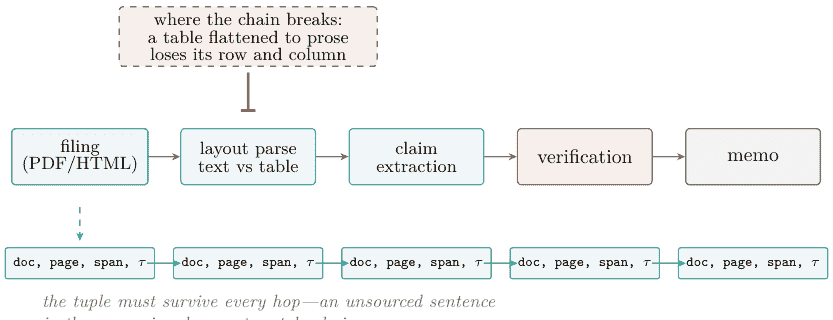 where the chain breaks:
a table flattened to prose
loses its row and column
filing
(PDF/HTML)
layout parse
text vs table
claim
extraction
verification
memo
doc, page, span, τ
doc, page, span, τ
doc, page, span, τ
doc, page, span, τ
doc, page, span, τ
the tuple must survive every hop—an unsourced sentence